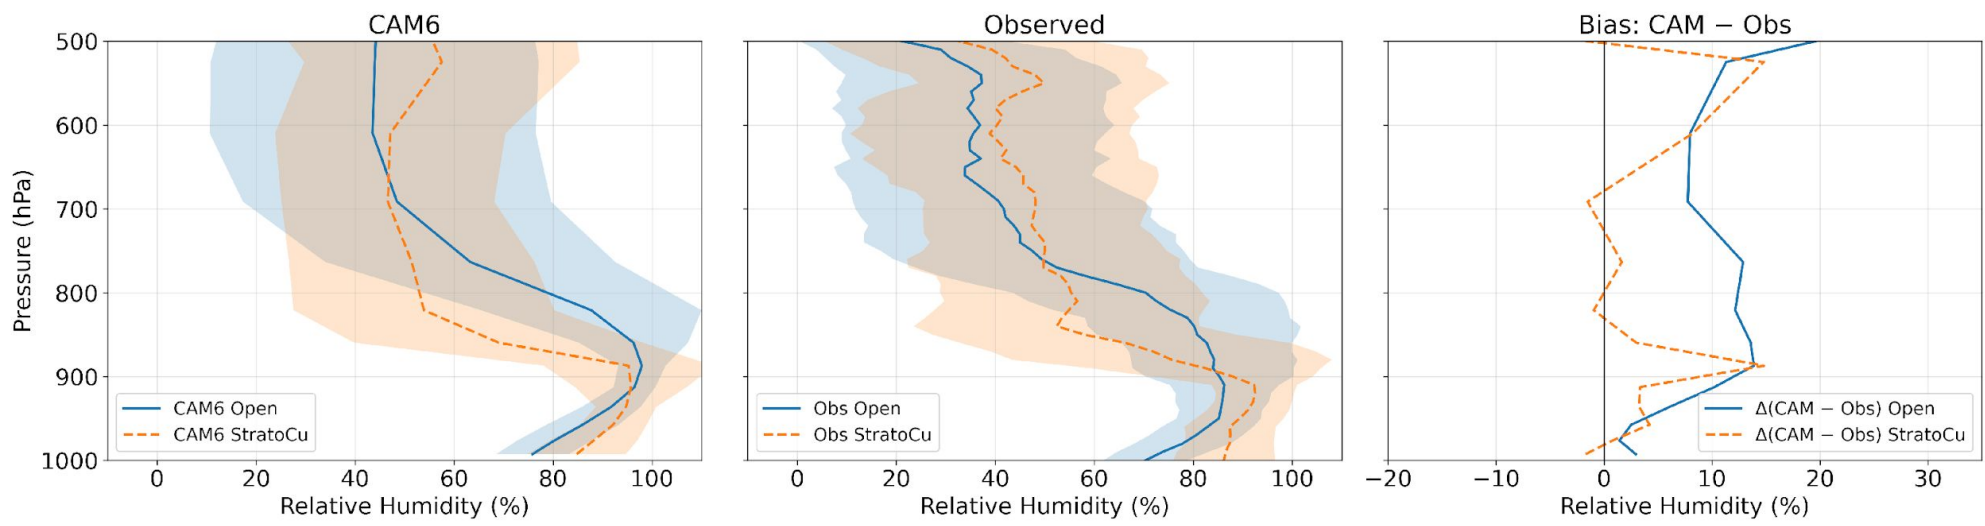 CAM6
Observed
Bias: CAM − Obs
Pressure (hPa)
500
600
700
800
900
1000
CAM6 Open
CAM6 StratoCu
0 20 40 60 80 100
Relative Humidity (%)
Obs Open
Obs StratoCu
0 20 40 60 80 100
Relative Humidity (%)
Δ(CAM − Obs) Open
Δ(CAM − Obs) StratoCu
−20 −10 0 10 20 30
Relative Humidity (%)